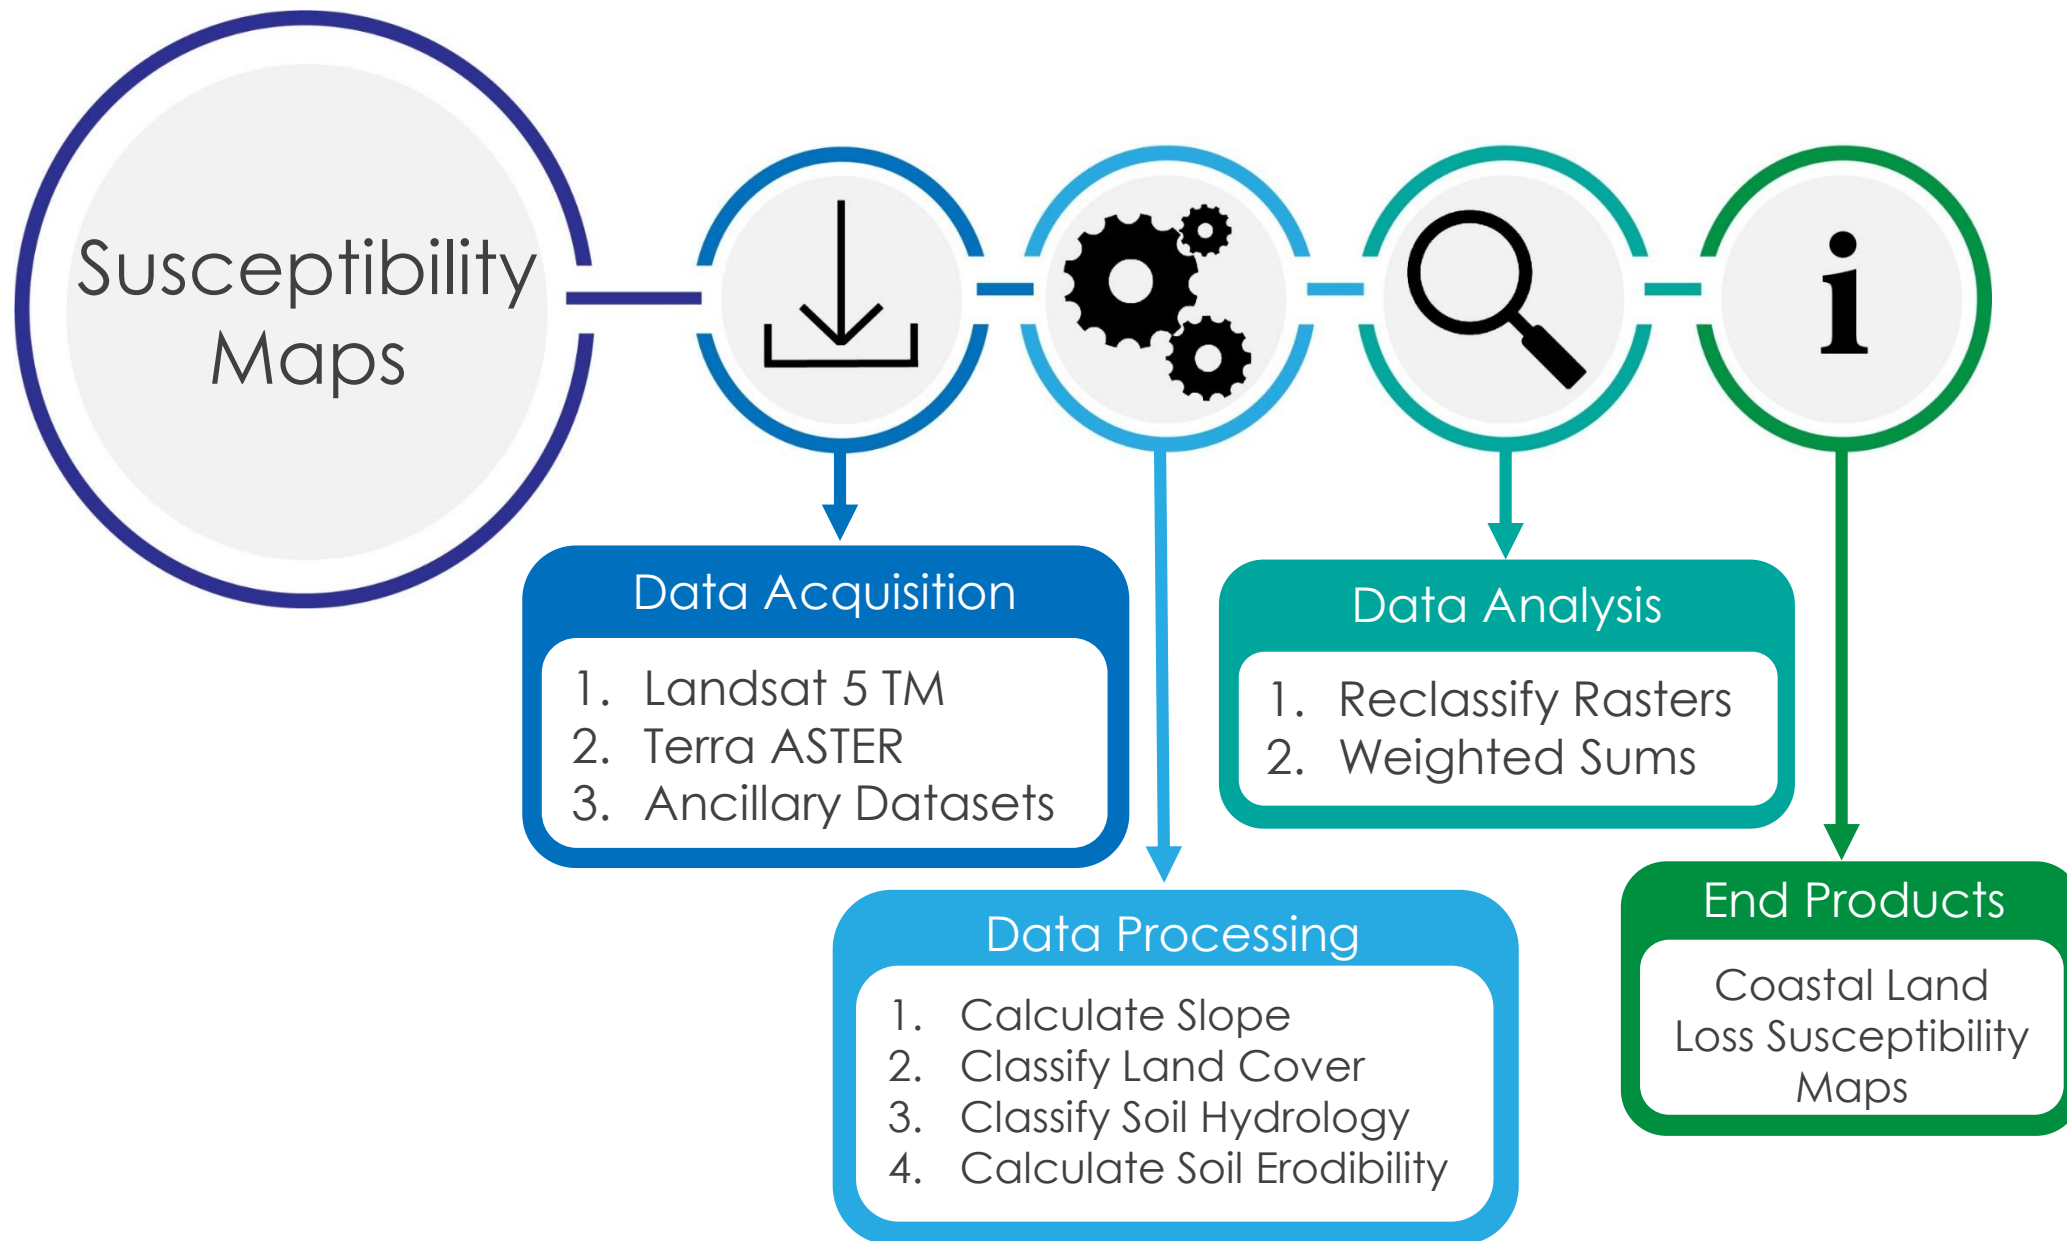 Susceptibility
Maps
Data Acquisition
1. Landsat 5 TM
2. Terra ASTER
3. Ancillary Datasets
Data Processing
1. Calculate Slope
2. Classify Land Cover
3. Classify Soil Hydrology
4. Calculate Soil Erodibility
Data Analysis
1. Reclassify Rasters
2. Weighted Sums
End Products
Coastal Land
Loss Susceptibility
Maps